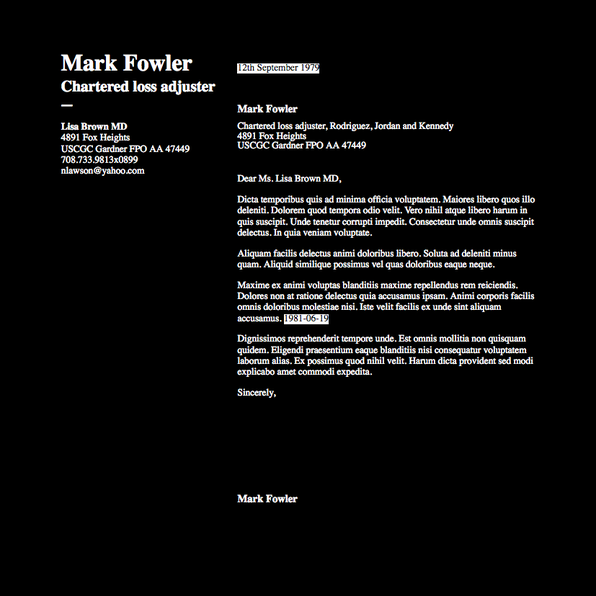 Mark Fowler
Chartered loss adjuster
—
Lisa Brown MD
4891 Fox Heights
USCGC Gardner FPO AA 47449
708.733.9813x0899
nlawson@yahoo.com
12th September 1979
Mark Fowler
Chartered loss adjuster, Rodriguez, Jordan and Kennedy
4891 Fox Heights
USCGC Gardner FPO AA 47449
Dear Ms. Lisa Brown MD,
Dicta temporibus quis ad minima officia voluptatem. Maiores libero quos illo
deleniti. Dolorem quod tempora odio velit. Vero nihil atque libero harum in
quis suscipit. Unde tenetur corrupti impedit. Consectetur unde omnis suscipit
delectus. In quia veniam voluptate.
Aliquam facilis delectus animi doloribus libero. Soluta ad deleniti minus
quam. Aliquid similique possimus vel quas doloribus eaque neque.
Maxime ex animi voluptas blanditiis maxime repellendus rem reiciendis.
Dolores non at ratione delectus quia accusamus ipsam. Animi corporis facilis
omnis doloribus molestiae nisi. Iste velit facilis ex unde sint aliquam
accusamus. 1981-06-19
Dignissimos reprehenderit tempore unde. Est omnis mollitia non quisquam
quidem. Eligendi praesentium eaque blanditiis nisi consequatur voluptatem
laborum alias. Ex possimus quod nihil velit. Harum dicta provident sed modi
explicabo amet commodi expedita.
Sincerely,
Mark Fowler